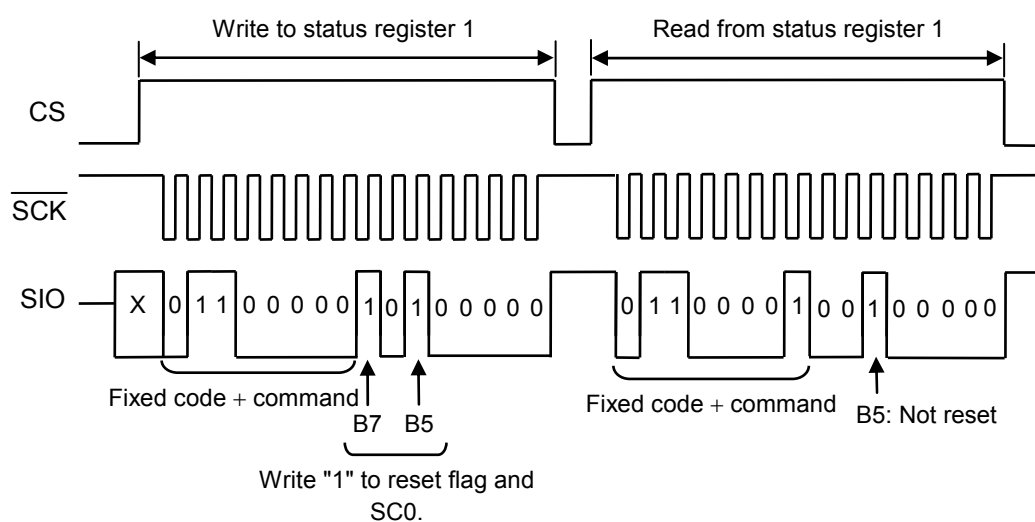 Write to status register 1
Read from status register 1
CS
SCK
SIO
X 0 1 1 0 0 0 0 0 1 0 1 0 0 0 0 0
0 1 1 0 0 0 0 1 0 0 1 0 0 0 0 0
Fixed code + command
B7 B5
Fixed code + command
B5: Not reset
Write "1" to reset flag and
SC0.